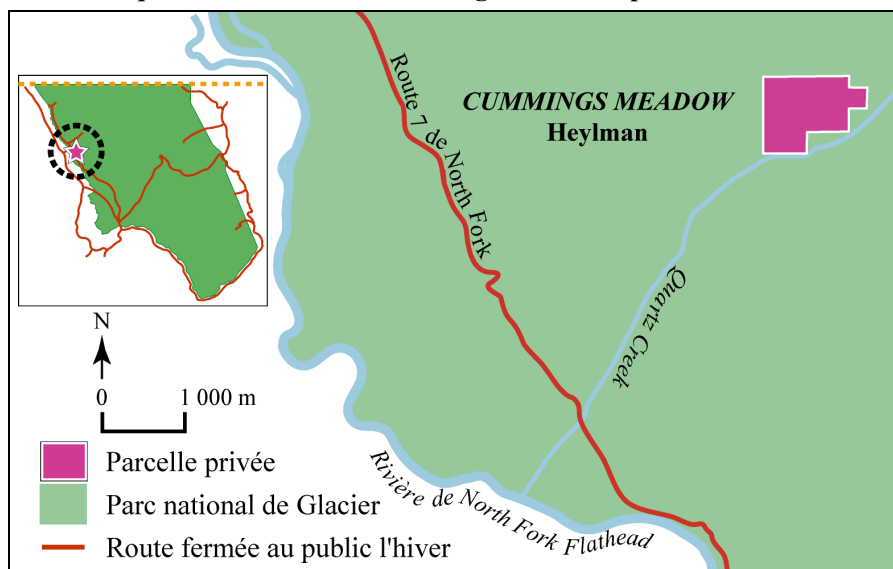 Route 7 de North Fork
CUMMINGS MEADOW
Heylman
Quartz Creek
N
0 1 000 m
Parcelle privée
Parc national de Glacier
Route fermée au public l'hiver
Rivière de North Fork Flathead